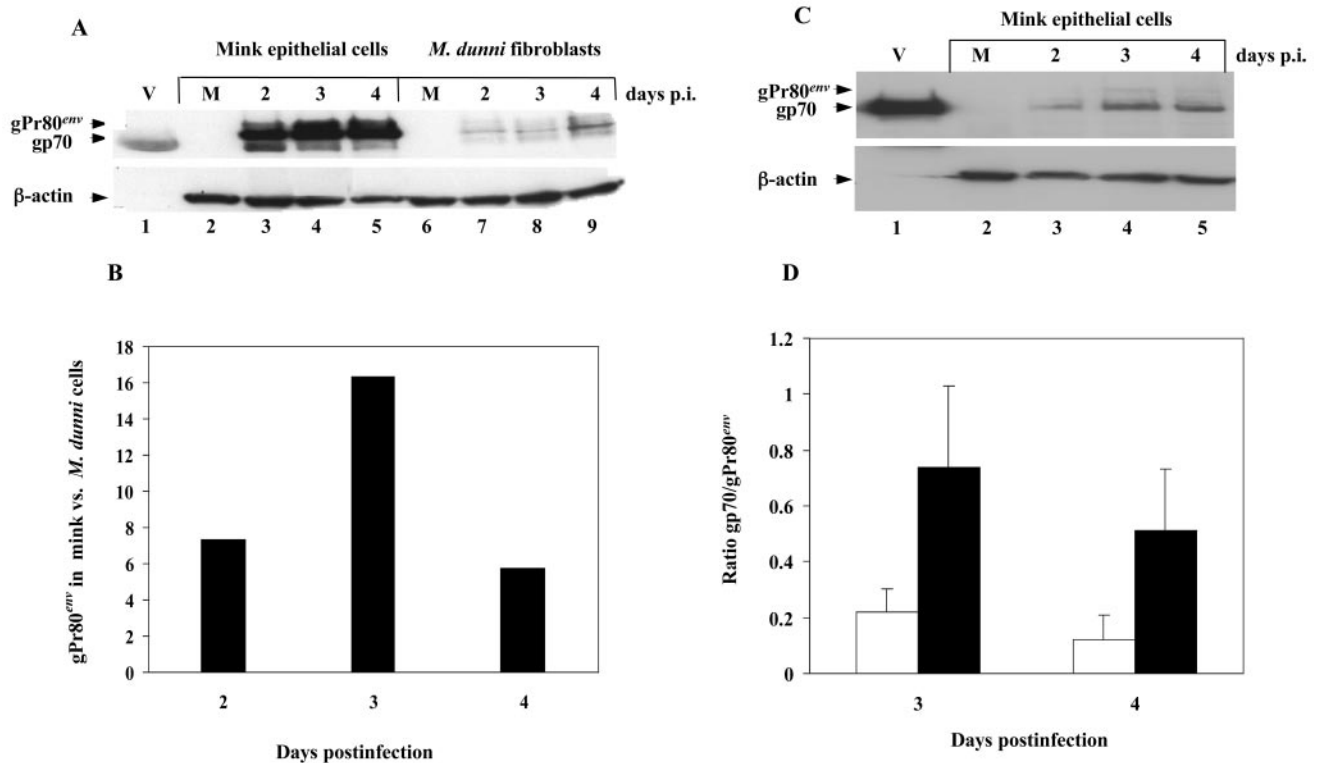 A
Mink epithelial cells M. dunni fibroblasts
V M 2 3 4 M 2 3 4 days p.i.
gPr80env
gp70
β-actin
1 2 3 4 5 6 7 8 9
B
18
16
14
12
10
8
6
4
2
0
gPr80env in mink vs. M. dunni cells
2 3 4
Days postinfection
C
Mink epithelial cells
V M 2 3 4 days p.i.
gPr80env
gp70
β-actin
1 2 3 4 5
D
1.2
1
0.8
0.6
0.4
0.2
0
Ratio gp70/gPr80env
3 4
Days postinfection